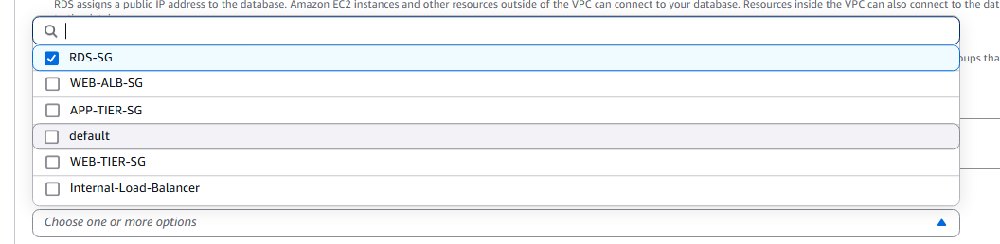 RDS assigns a public IP address to the database. Amazon EC2 instances and other resources outside of the VPC can connect to your database. Resources inside the VPC can also connect to the dat
RDS-SG
oups tha
WEB-ALB-SG
APP-TIER-SG
default
WEB-TIER-SG
Internal-Load-Balancer
Choose one or more options